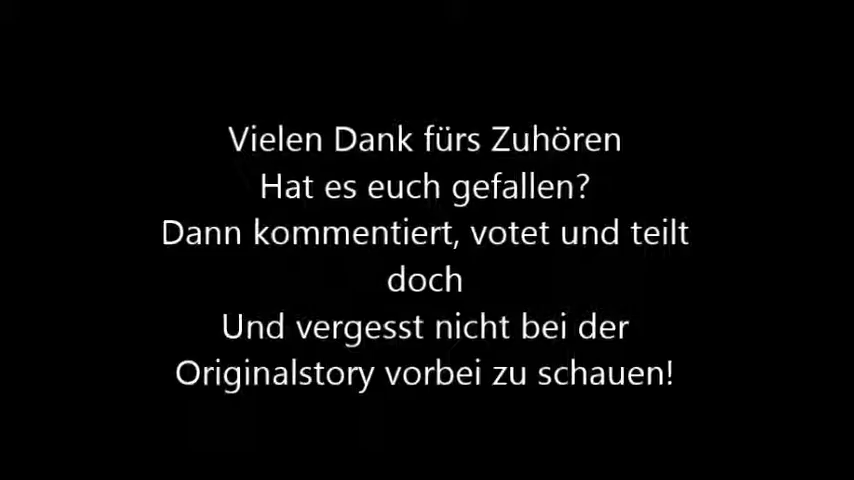 Vielen Dank fürs Zuhören
Hat es euch gefallen?
Dann kommentiert, votet und teilt
doch
Und vergesst nicht bei der
Originalstory vorbei zu schauen!